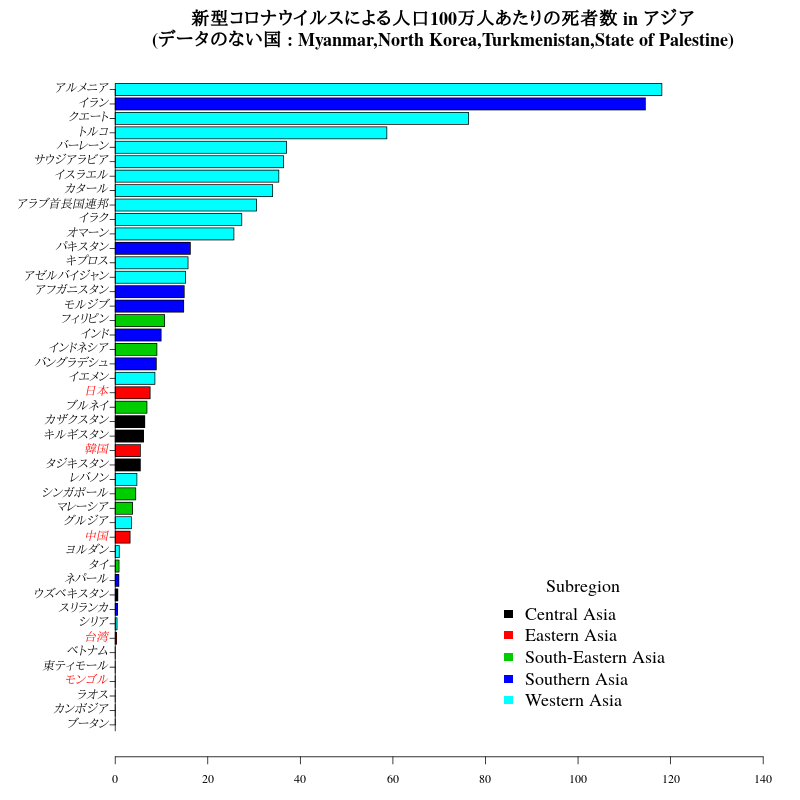 新型コロナウイルスによる人口100万人あたりの死者数 in アジア
(データのない国 : Myanmar,North Korea,Turkmenistan,State of Palestine)
アルメニア
イラン
クエート
トルコ
バーレーン
サウジアラビア
イスラエル
カタール
アラブ首長国連邦
イラク
オマーン
パキスタン
キプロス
アゼルバイジャン
アフガニスタン
モルジブ
フィリピン
インド
インドネシア
バングラデシュ
イエメン
日本
ブルネイ
カザクスタン
キルギスタン
韓国
タジキスタン
レバノン
シンガポール
マレーシア
グルジア
中国
ヨルダン
タイ
ネパール
ウズベキスタン
スリランカ
シリア
台湾
ベトナム
東ティモール
モンゴル
ラオス
カンボジア
ブータン
Subregion
Central Asia
Eastern Asia
South-Eastern Asia
Southern Asia
Western Asia
0 20 40 60 80 100 120 140